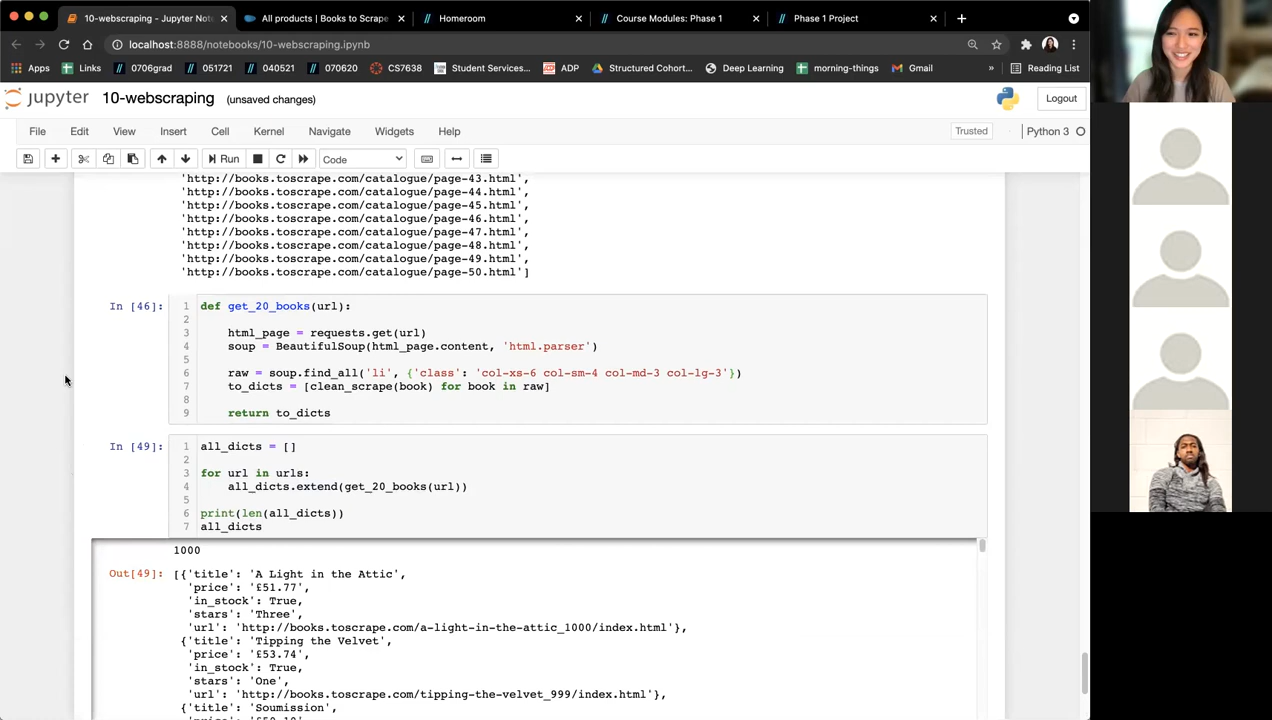 10-webscraping - Jupyter Not
All products | Books to Scrape
Homeroom
Course Modules: Phase 1
Phase 1 Project
localhost:8888/notebooks/10-webscraping.ipynb
Apps
Links
0706grad
051721
040521
070620
CS7638
Student Services...
ADP
Structured Cohort...
Deep Learning
morning-things
Gmail
»
Reading List
jupyter 10-webscraping (unsaved changes)
Logout
File Edit View Insert Cell Kernel Navigate Widgets Help
Trusted
Python 3
Run
Code
'http://books.toscrape.com/catalogue/page-43.html',
'http://books.toscrape.com/catalogue/page-44.html',
'http://books.toscrape.com/catalogue/page-45.html',
'http://books.toscrape.com/catalogue/page-46.html',
'http://books.toscrape.com/catalogue/page-47.html',
'http://books.toscrape.com/catalogue/page-48.html',
'http://books.toscrape.com/catalogue/page-49.html',
'http://books.toscrape.com/catalogue/page-50.html']
In [46]:
1 def get_20_books(url):
2
3 html_page = requests.get(url)
4 soup = BeautifulSoup(html_page.content, 'html.parser')
5
6 raw = soup.find_all('li', {'class': 'col-xs-6 col-sm-4 col-md-3 col-lg-3'})
7 to_dicts = [clean_scrape(book) for book in raw]
8
9 return to_dicts
In [49]:
1 all_dicts = []
2
3 for url in urls:
4 all_dicts.extend(get_20_books(url))
5
6 print(len(all_dicts))
7 all_dicts
1000
Out[49]: [{'title': 'A Light in the Attic',
'price': '£51.77',
'in_stock': True,
'stars': 'Three',
'url': 'http://books.toscrape.com/a-light-in-the-attic_1000/index.html'},
{'title': 'Tipping the Velvet',
'price': '£53.74',
'in_stock': True,
'stars': 'One',
'url': 'http://books.toscrape.com/tipping-the-velvet_999/index.html'},
{'title': 'Soumission',